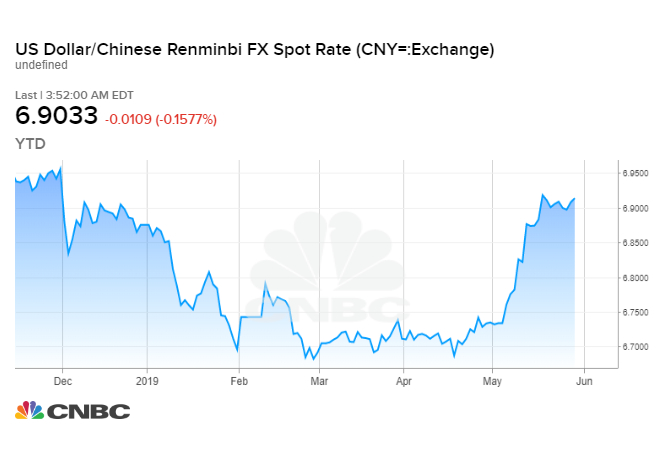 US Dollar/Chinese Renminbi FX Spot Rate (CNY=:Exchange)
undefined
Last | 3:52:00 AM EDT
6.9033 -0.0109 (-0.1577%)
YTD
6.9500
6.9000
6.8500
6.8000
6.7500
6.7000
CNBC
Dec 2019 Feb Mar Apr May Jun
CNBC